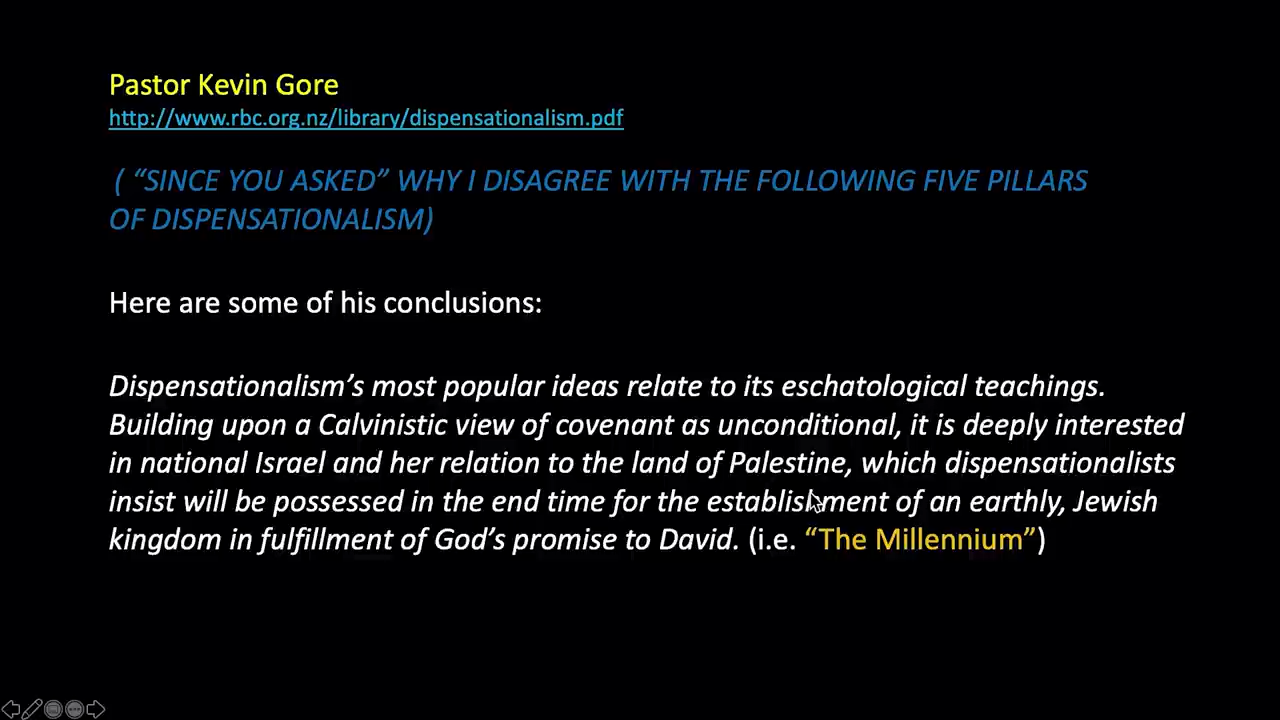 Pastor Kevin Gore
http://www.rbc.org.nz/library/dispensationalism.pdf
( “SINCE YOU ASKED” WHY I DISAGREE WITH THE FOLLOWING FIVE PILLARS
OF DISPENSATIONALISM)
Here are some of his conclusions:
Dispensationalism’s most popular ideas relate to its eschatological teachings.
Building upon a Calvinistic view of covenant as unconditional, it is deeply interested
in national Israel and her relation to the land of Palestine, which dispensationalists
insist will be possessed in the end time for the establishment of an earthly, Jewish
kingdom in fulfillment of God’s promise to David. (i.e. “The Millennium”)